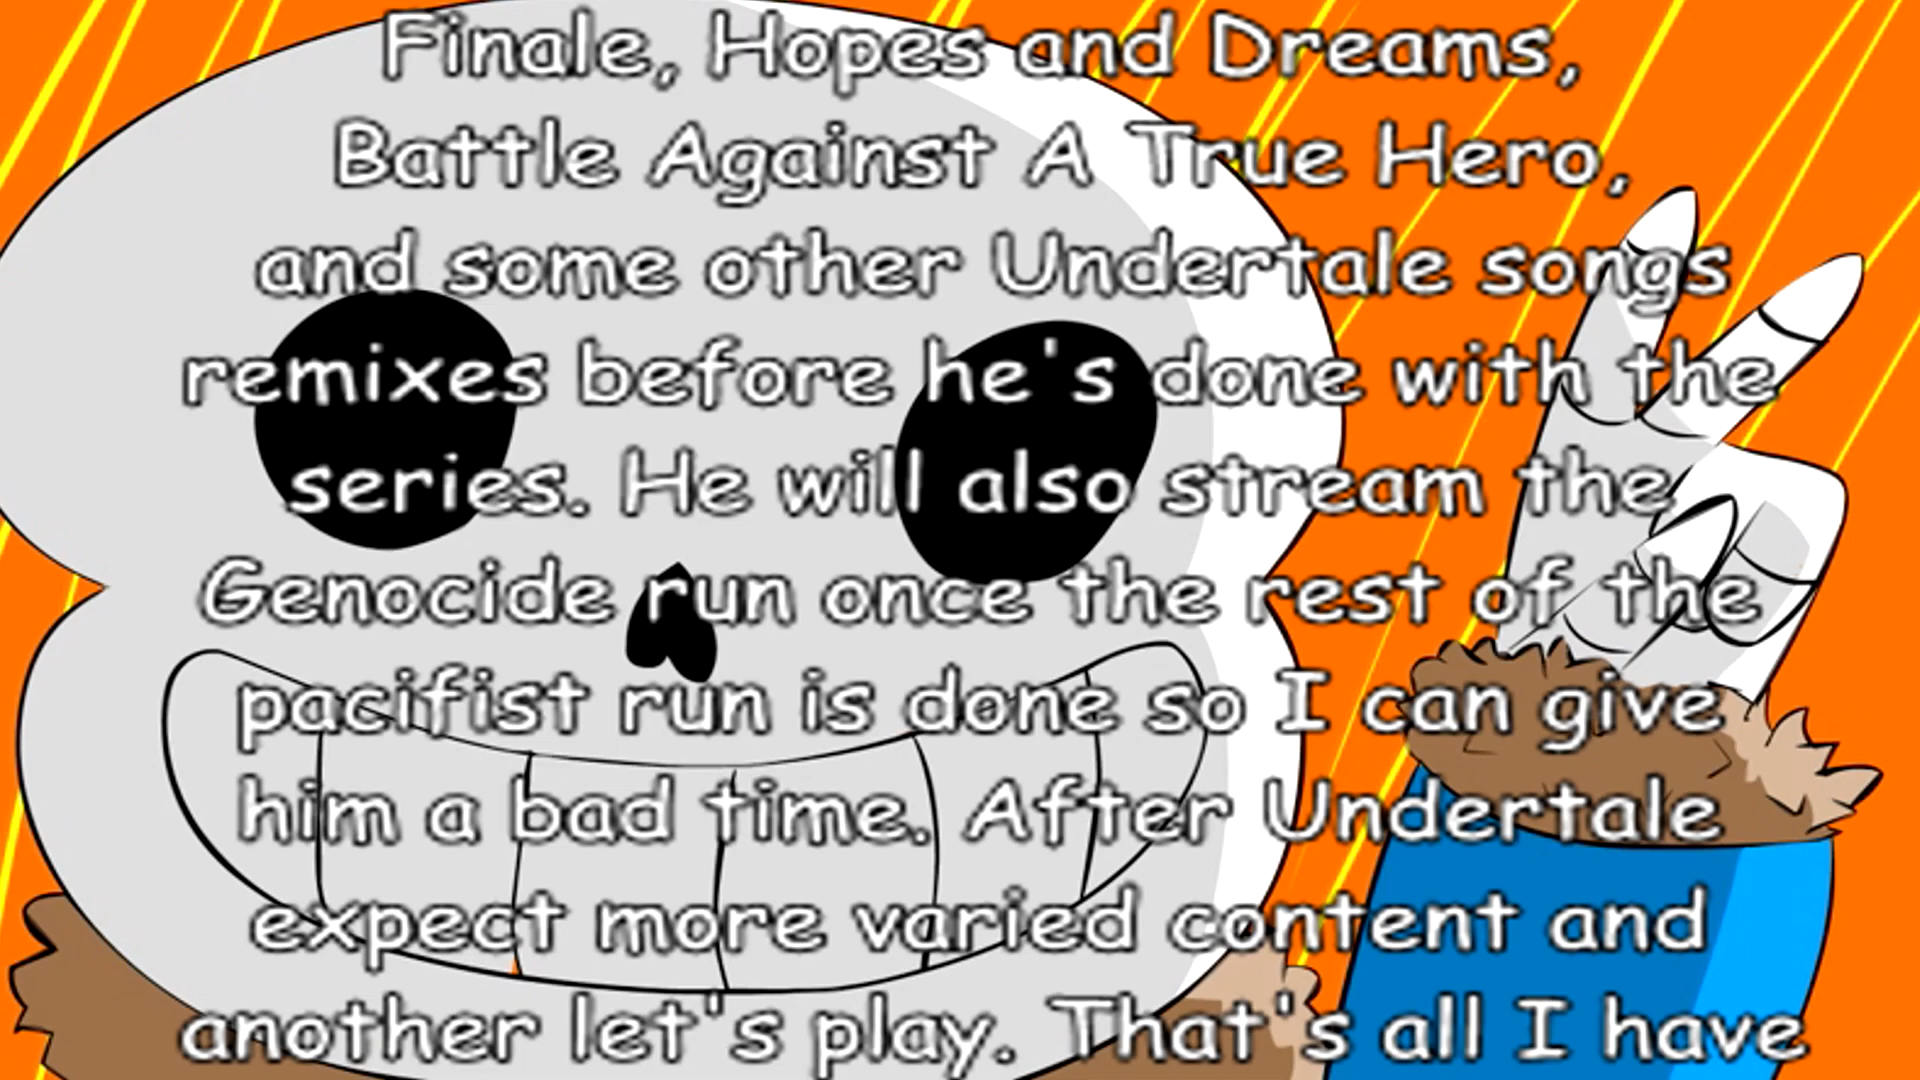 Finale, Hopes and Dreams,
Battle Against A True Hero,
and some other Undertale songs
remixes before he's done with the
series. He will also stream the
Genocide run once the rest of the
pacifist run is done so I can give
him a bad time. After Undertale
expect more varied content and
another let's play. That's all I have